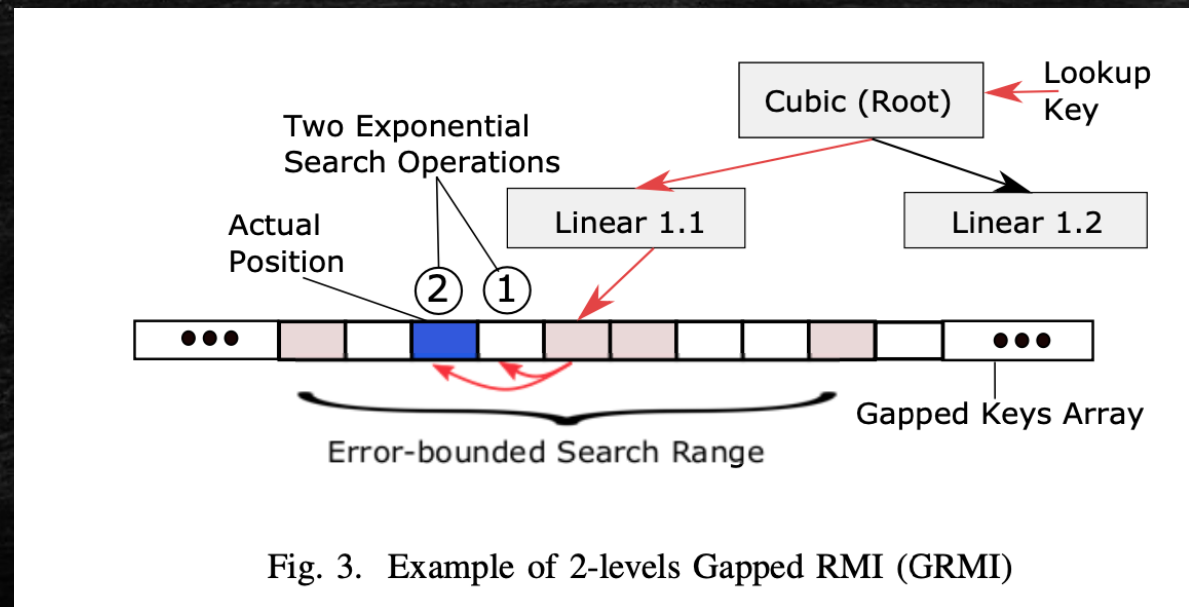 Lookup
Key
Cubic (Root)
Two Exponential
Search Operations
Linear 1.1
Linear 1.2
Actual
Position
2
1
Gapped Keys Array
Error-bounded Search Range
Fig. 3. Example of 2-levels Gapped RMI (GRMI)